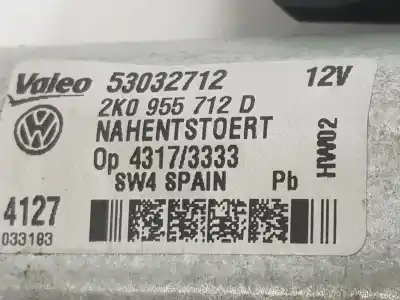 Valeo 53032712 12V
2K0 955 712 D
NAHENTSTOERT
Op 4317/3333
SW4 SPAIN Pb
HW02
4127
033183